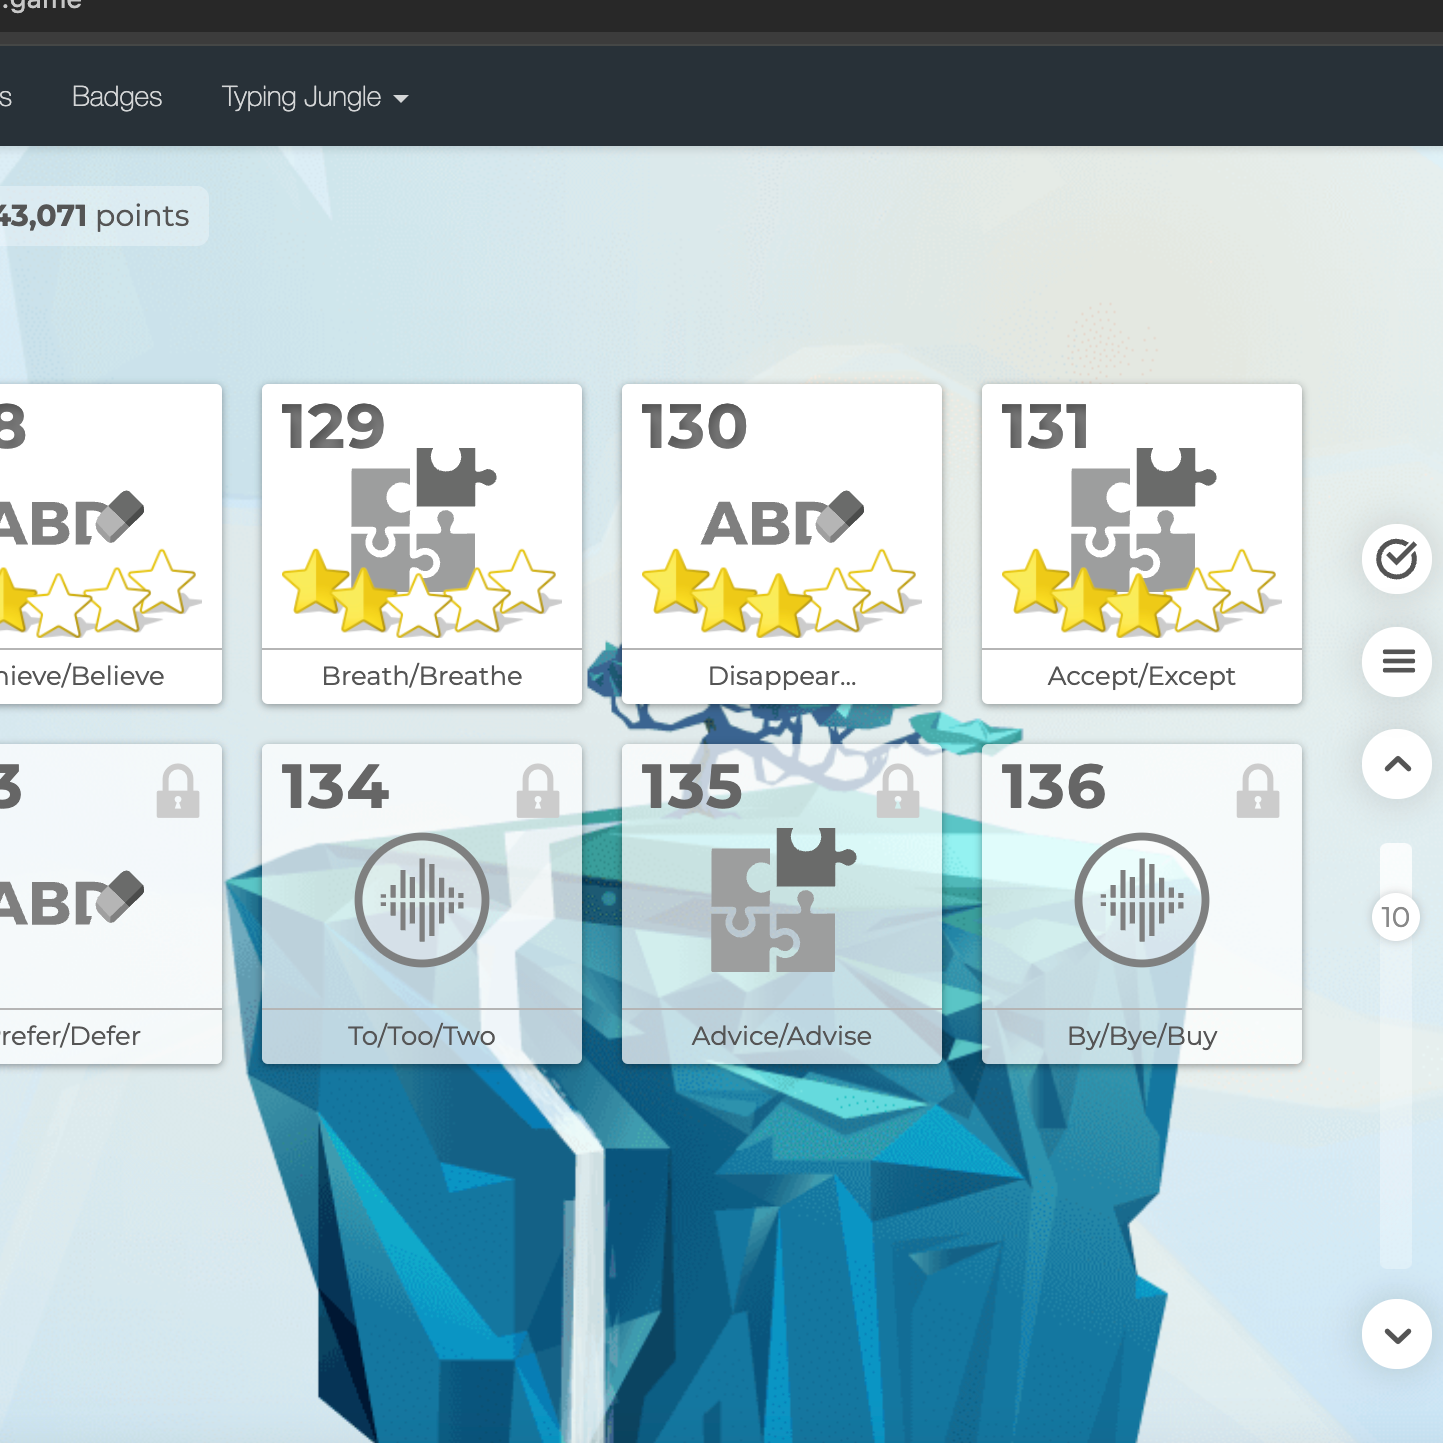 .game
s Badges Typing Jungle
43,071 points
8 129 130 131
ABD ABD
hieve/Believe Breath/Breathe Disappear... Accept/Except
3 134 135 136
ABD
10
refer/Defer To/Too/Two Advice/Advise By/Bye/Buy